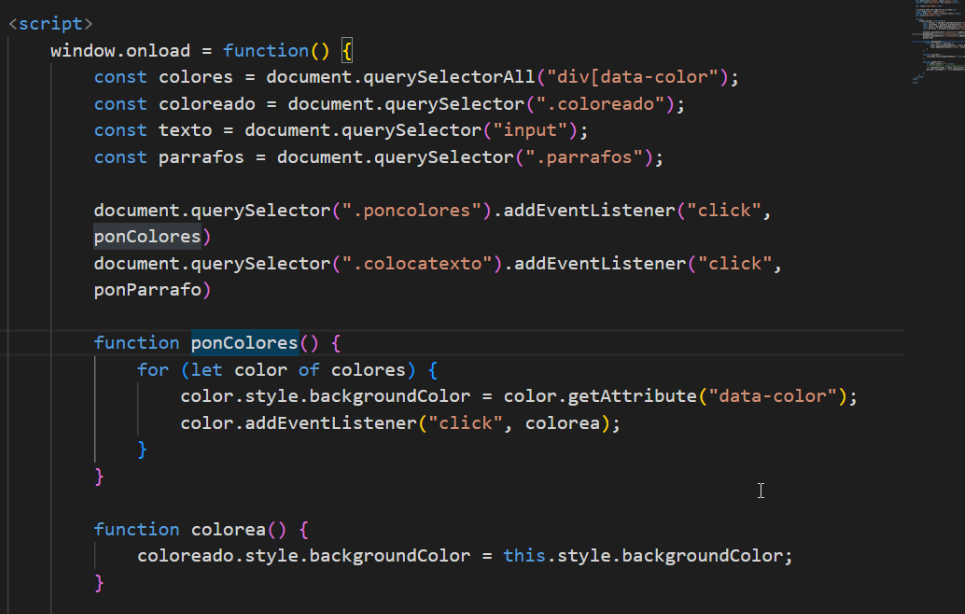 <script>
window.onload = function() {
const colores = document.querySelectorAll("div[data-color");
const coloreado = document.querySelector(".coloreado");
const texto = document.querySelector("input");
const parrafos = document.querySelector(".parrafos");
document.querySelector(".poncolores").addEventListener("click",
ponColores)
document.querySelector(".colocatexto").addEventListener("click",
ponParrafo)
function ponColores() {
for (let color of colores) {
color.style.backgroundColor = color.getAttribute("data-color");
color.addEventListener("click", colorea);
}
}
function colorea() {
coloreado.style.backgroundColor = this.style.backgroundColor;
}